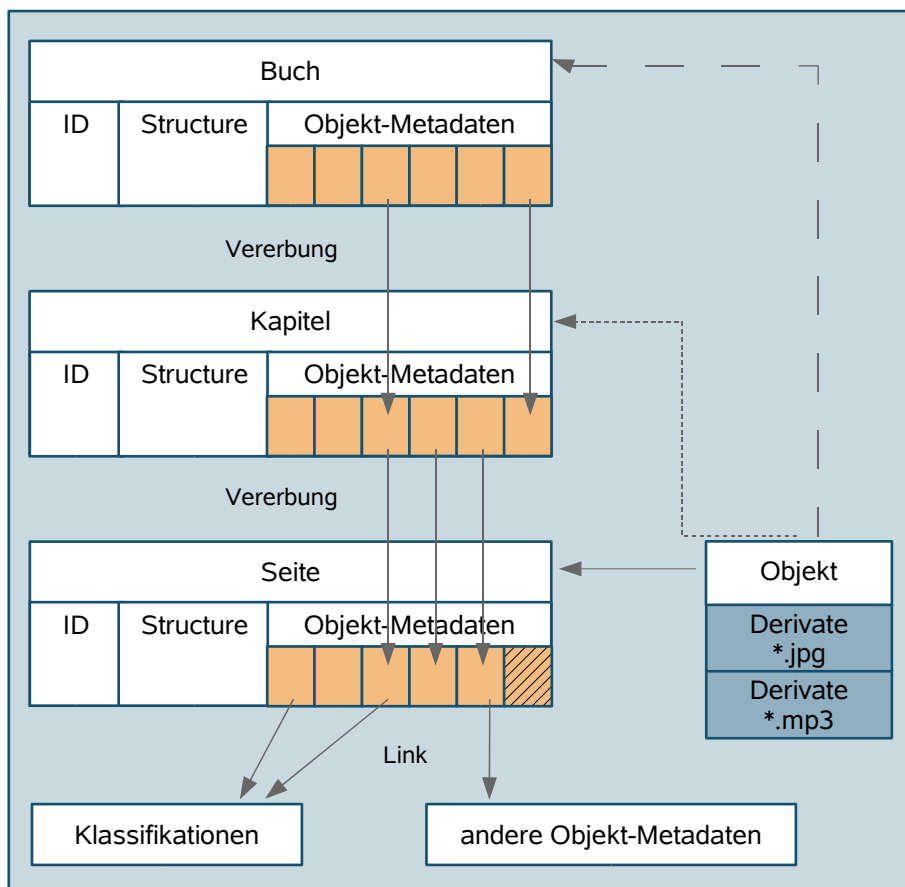 Buch
ID Structure Objekt-Metadaten
Vererbung
Kapitel
ID Structure Objekt-Metadaten
Vererbung
Seite
ID Structure Objekt-Metadaten
Objekt
Derivate
*.jpg
Derivate
*.mp3
Link
Klassifikationen
andere Objekt-Metadaten